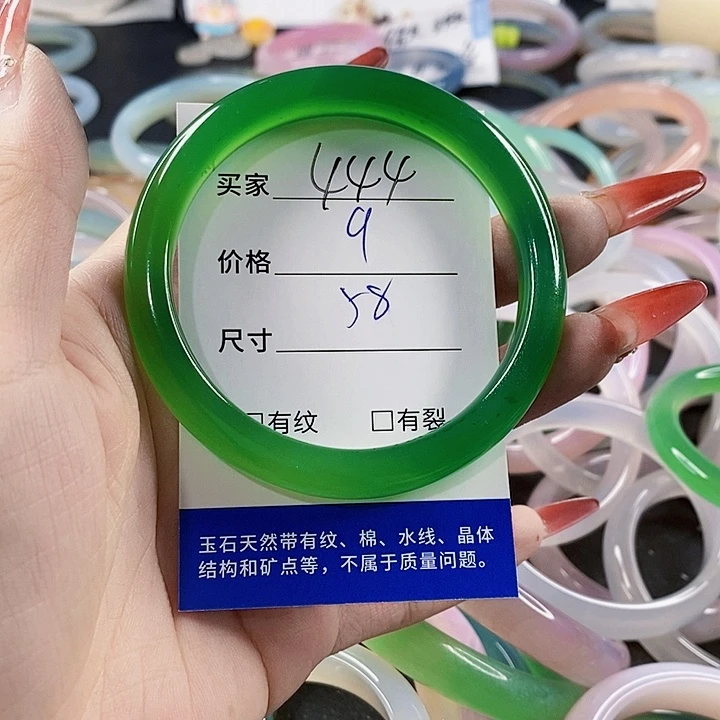 买家 444
价格 9
尺寸 58
□有纹 □有裂
玉石天然带有纹、棉、水线、晶体
结构和矿点等，不属于质量问题。